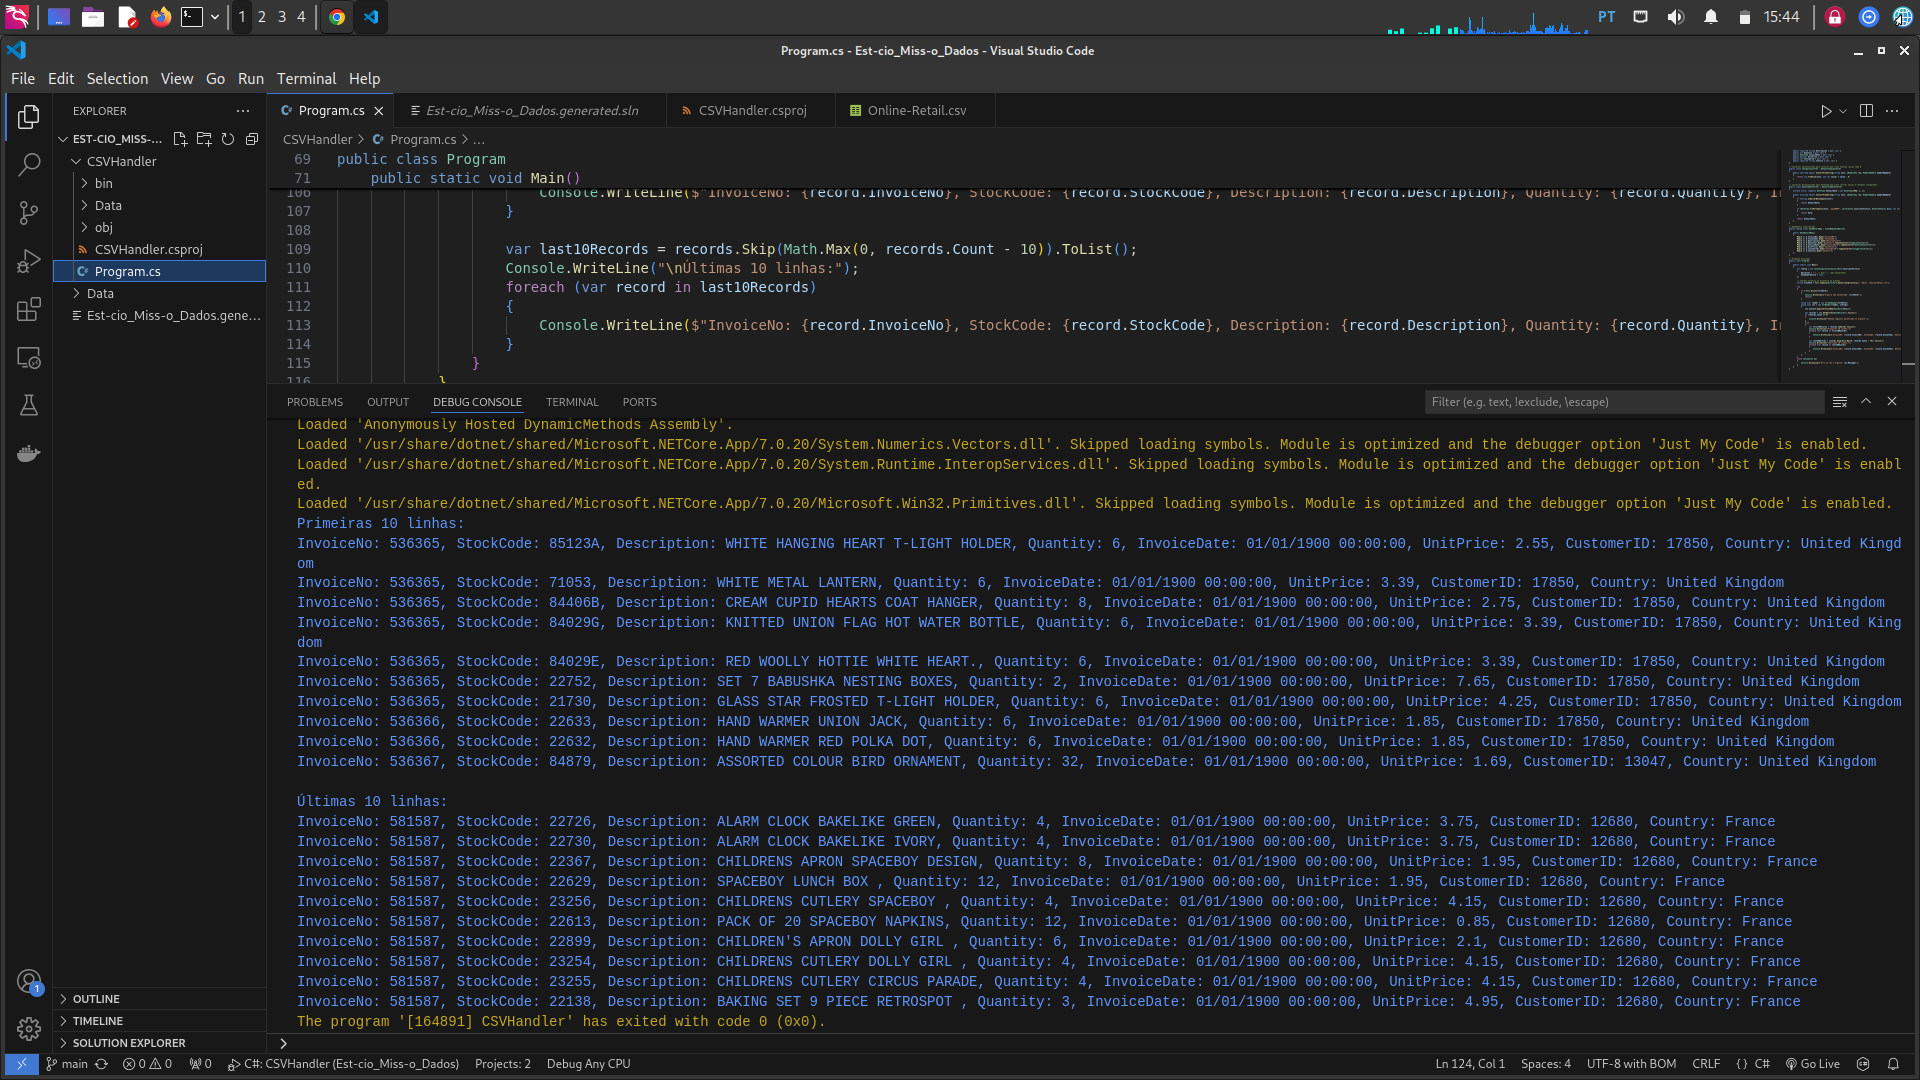 1 2 3 4
PT
15:44
Program.cs - Est-cio_Miss-o_Dados - Visual Studio Code
File Edit Selection View Go Run Terminal Help
EXPLORER
EST-CIO_MISS-...
CSVHandler
bin
Data
obj
CSVHandler.csproj
Program.cs
Data
Est-cio_Miss-o_Dados.gene...
OUTLINE
TIMELINE
SOLUTION EXPLORER
Program.cs
Est-cio_Miss-o_Dados.generated.sln
CSVHandler.csproj
Online-Retail.csv
CSVHandler > Program.cs > ...
69 public class Program
71 public static void Main()
106 Console.WriteLine($"InvoiceNo: {record.InvoiceNo}, StockCode: {record.StockCode}, Description: {record.Description}, Quantity: {record.Quantity}, I
107 }
108
109 var last10Records = records.Skip(Math.Max(0, records.Count - 10)).ToList();
110 Console.WriteLine("\nÚltimas 10 linhas:");
111 foreach (var record in last10Records)
112 {
113 Console.WriteLine($"InvoiceNo: {record.InvoiceNo}, StockCode: {record.StockCode}, Description: {record.Description}, Quantity: {record.Quantity}, I
114 }
115 }
116 }
PROBLEMS OUTPUT DEBUG CONSOLE TERMINAL PORTS
Filter (e.g. text, !exclude, \escape)
Loaded 'Anonymously Hosted DynamicMethods Assembly'.
Loaded '/usr/share/dotnet/shared/Microsoft.NETCore.App/7.0.20/System.Numerics.Vectors.dll'. Skipped loading symbols. Module is optimized and the debugger option 'Just My Code' is enabled.
Loaded '/usr/share/dotnet/shared/Microsoft.NETCore.App/7.0.20/System.Runtime.InteropServices.dll'. Skipped loading symbols. Module is optimized and the debugger option 'Just My Code' is enabl
ed.
Loaded '/usr/share/dotnet/shared/Microsoft.NETCore.App/7.0.20/Microsoft.Win32.Primitives.dll'. Skipped loading symbols. Module is optimized and the debugger option 'Just My Code' is enabled.
Primeiras 10 linhas:
InvoiceNo: 536365, StockCode: 85123A, Description: WHITE HANGING HEART T-LIGHT HOLDER, Quantity: 6, InvoiceDate: 01/01/1900 00:00:00, UnitPrice: 2.55, CustomerID: 17850, Country: United Kingd
om
InvoiceNo: 536365, StockCode: 71053, Description: WHITE METAL LANTERN, Quantity: 6, InvoiceDate: 01/01/1900 00:00:00, UnitPrice: 3.39, CustomerID: 17850, Country: United Kingdom
InvoiceNo: 536365, StockCode: 84406B, Description: CREAM CUPID HEARTS COAT HANGER, Quantity: 8, InvoiceDate: 01/01/1900 00:00:00, UnitPrice: 2.75, CustomerID: 17850, Country: United Kingdom
InvoiceNo: 536365, StockCode: 84029G, Description: KNITTED UNION FLAG HOT WATER BOTTLE, Quantity: 6, InvoiceDate: 01/01/1900 00:00:00, UnitPrice: 3.39, CustomerID: 17850, Country: United King
dom
InvoiceNo: 536365, StockCode: 84029E, Description: RED WOOLLY HOTTIE WHITE HEART., Quantity: 6, InvoiceDate: 01/01/1900 00:00:00, UnitPrice: 3.39, CustomerID: 17850, Country: United Kingdom
InvoiceNo: 536365, StockCode: 22752, Description: SET 7 BABUSHKA NESTING BOXES, Quantity: 2, InvoiceDate: 01/01/1900 00:00:00, UnitPrice: 7.65, CustomerID: 17850, Country: United Kingdom
InvoiceNo: 536365, StockCode: 21730, Description: GLASS STAR FROSTED T-LIGHT HOLDER, Quantity: 6, InvoiceDate: 01/01/1900 00:00:00, UnitPrice: 4.25, CustomerID: 17850, Country: United Kingdom
InvoiceNo: 536366, StockCode: 22633, Description: HAND WARMER UNION JACK, Quantity: 6, InvoiceDate: 01/01/1900 00:00:00, UnitPrice: 1.85, CustomerID: 17850, Country: United Kingdom
InvoiceNo: 536366, StockCode: 22632, Description: HAND WARMER RED POLKA DOT, Quantity: 6, InvoiceDate: 01/01/1900 00:00:00, UnitPrice: 1.85, CustomerID: 17850, Country: United Kingdom
InvoiceNo: 536367, StockCode: 84879, Description: ASSORTED COLOUR BIRD ORNAMENT, Quantity: 32, InvoiceDate: 01/01/1900 00:00:00, UnitPrice: 1.69, CustomerID: 13047, Country: United Kingdom
Últimas 10 linhas:
InvoiceNo: 581587, StockCode: 22726, Description: ALARM CLOCK BAKELIKE GREEN, Quantity: 4, InvoiceDate: 01/01/1900 00:00:00, UnitPrice: 3.75, CustomerID: 12680, Country: France
InvoiceNo: 581587, StockCode: 22730, Description: ALARM CLOCK BAKELIKE IVORY, Quantity: 4, InvoiceDate: 01/01/1900 00:00:00, UnitPrice: 3.75, CustomerID: 12680, Country: France
InvoiceNo: 581587, StockCode: 22367, Description: CHILDRENS APRON SPACEBOY DESIGN, Quantity: 8, InvoiceDate: 01/01/1900 00:00:00, UnitPrice: 1.95, CustomerID: 12680, Country: France
InvoiceNo: 581587, StockCode: 22629, Description: SPACEBOY LUNCH BOX , Quantity: 12, InvoiceDate: 01/01/1900 00:00:00, UnitPrice: 1.95, CustomerID: 12680, Country: France
InvoiceNo: 581587, StockCode: 23256, Description: CHILDRENS CUTLERY SPACEBOY , Quantity: 4, InvoiceDate: 01/01/1900 00:00:00, UnitPrice: 4.15, CustomerID: 12680, Country: France
InvoiceNo: 581587, StockCode: 22613, Description: PACK OF 20 SPACEBOY NAPKINS, Quantity: 12, InvoiceDate: 01/01/1900 00:00:00, UnitPrice: 0.85, CustomerID: 12680, Country: France
InvoiceNo: 581587, StockCode: 22899, Description: CHILDREN'S APRON DOLLY GIRL , Quantity: 6, InvoiceDate: 01/01/1900 00:00:00, UnitPrice: 2.1, CustomerID: 12680, Country: France
InvoiceNo: 581587, StockCode: 23254, Description: CHILDRENS CUTLERY DOLLY GIRL , Quantity: 4, InvoiceDate: 01/01/1900 00:00:00, UnitPrice: 4.15, CustomerID: 12680, Country: France
InvoiceNo: 581587, StockCode: 23255, Description: CHILDRENS CUTLERY CIRCUS PARADE, Quantity: 4, InvoiceDate: 01/01/1900 00:00:00, UnitPrice: 4.15, CustomerID: 12680, Country: France
InvoiceNo: 581587, StockCode: 22138, Description: BAKING SET 9 PIECE RETROSPOT , Quantity: 3, InvoiceDate: 01/01/1900 00:00:00, UnitPrice: 4.95, CustomerID: 12680, Country: France
The program '[164891] CSVHandler' has exited with code 0 (0x0).
1
main 0 0 0 C#: CSVHandler (Est-cio_Miss-o_Dados) Projects: 2 Debug Any CPU
Ln 124, Col 1 Spaces: 4 UTF-8 with BOM CRLF {} C# Go Live